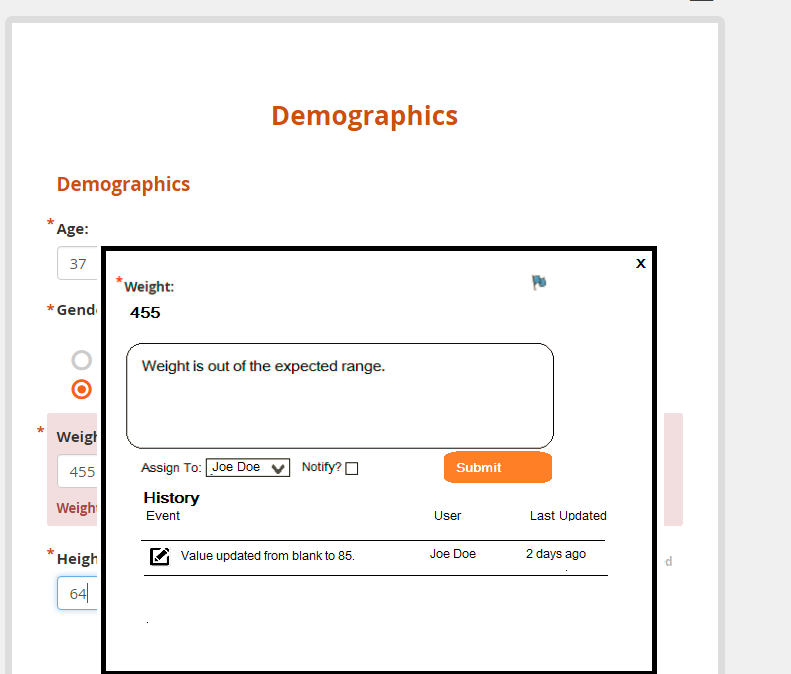 Demographics
Demographics
* Age:
37
* Gend
* Weigh
455
Weigh
* Heigh
64
d
X
* Weight:
455
Weight is out of the expected range.
Assign To: Joe Doe Notify?
Submit
History
Event User Last Updated
Value updated from blank to 85. Joe Doe 2 days ago